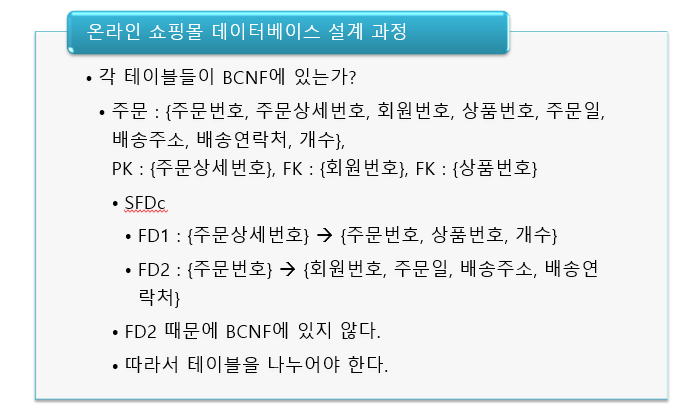 온라인 쇼핑몰 데이터베이스 설계 과정
• 각 테이블들이 BCNF에 있는가?
• 주문 : {주문번호, 주문상세번호, 회원번호, 상품번호, 주문일,
배송주소, 배송연락처, 개수},
PK : {주문상세번호}, FK : {회원번호}, FK : {상품번호}
• SFDc
• FD1 : {주문상세번호} → {주문번호, 상품번호, 개수}
• FD2 : {주문번호} → {회원번호, 주문일, 배송주소, 배송연
락처}
• FD2 때문에 BCNF에 있지 않다.
• 따라서 테이블을 나누어야 한다.